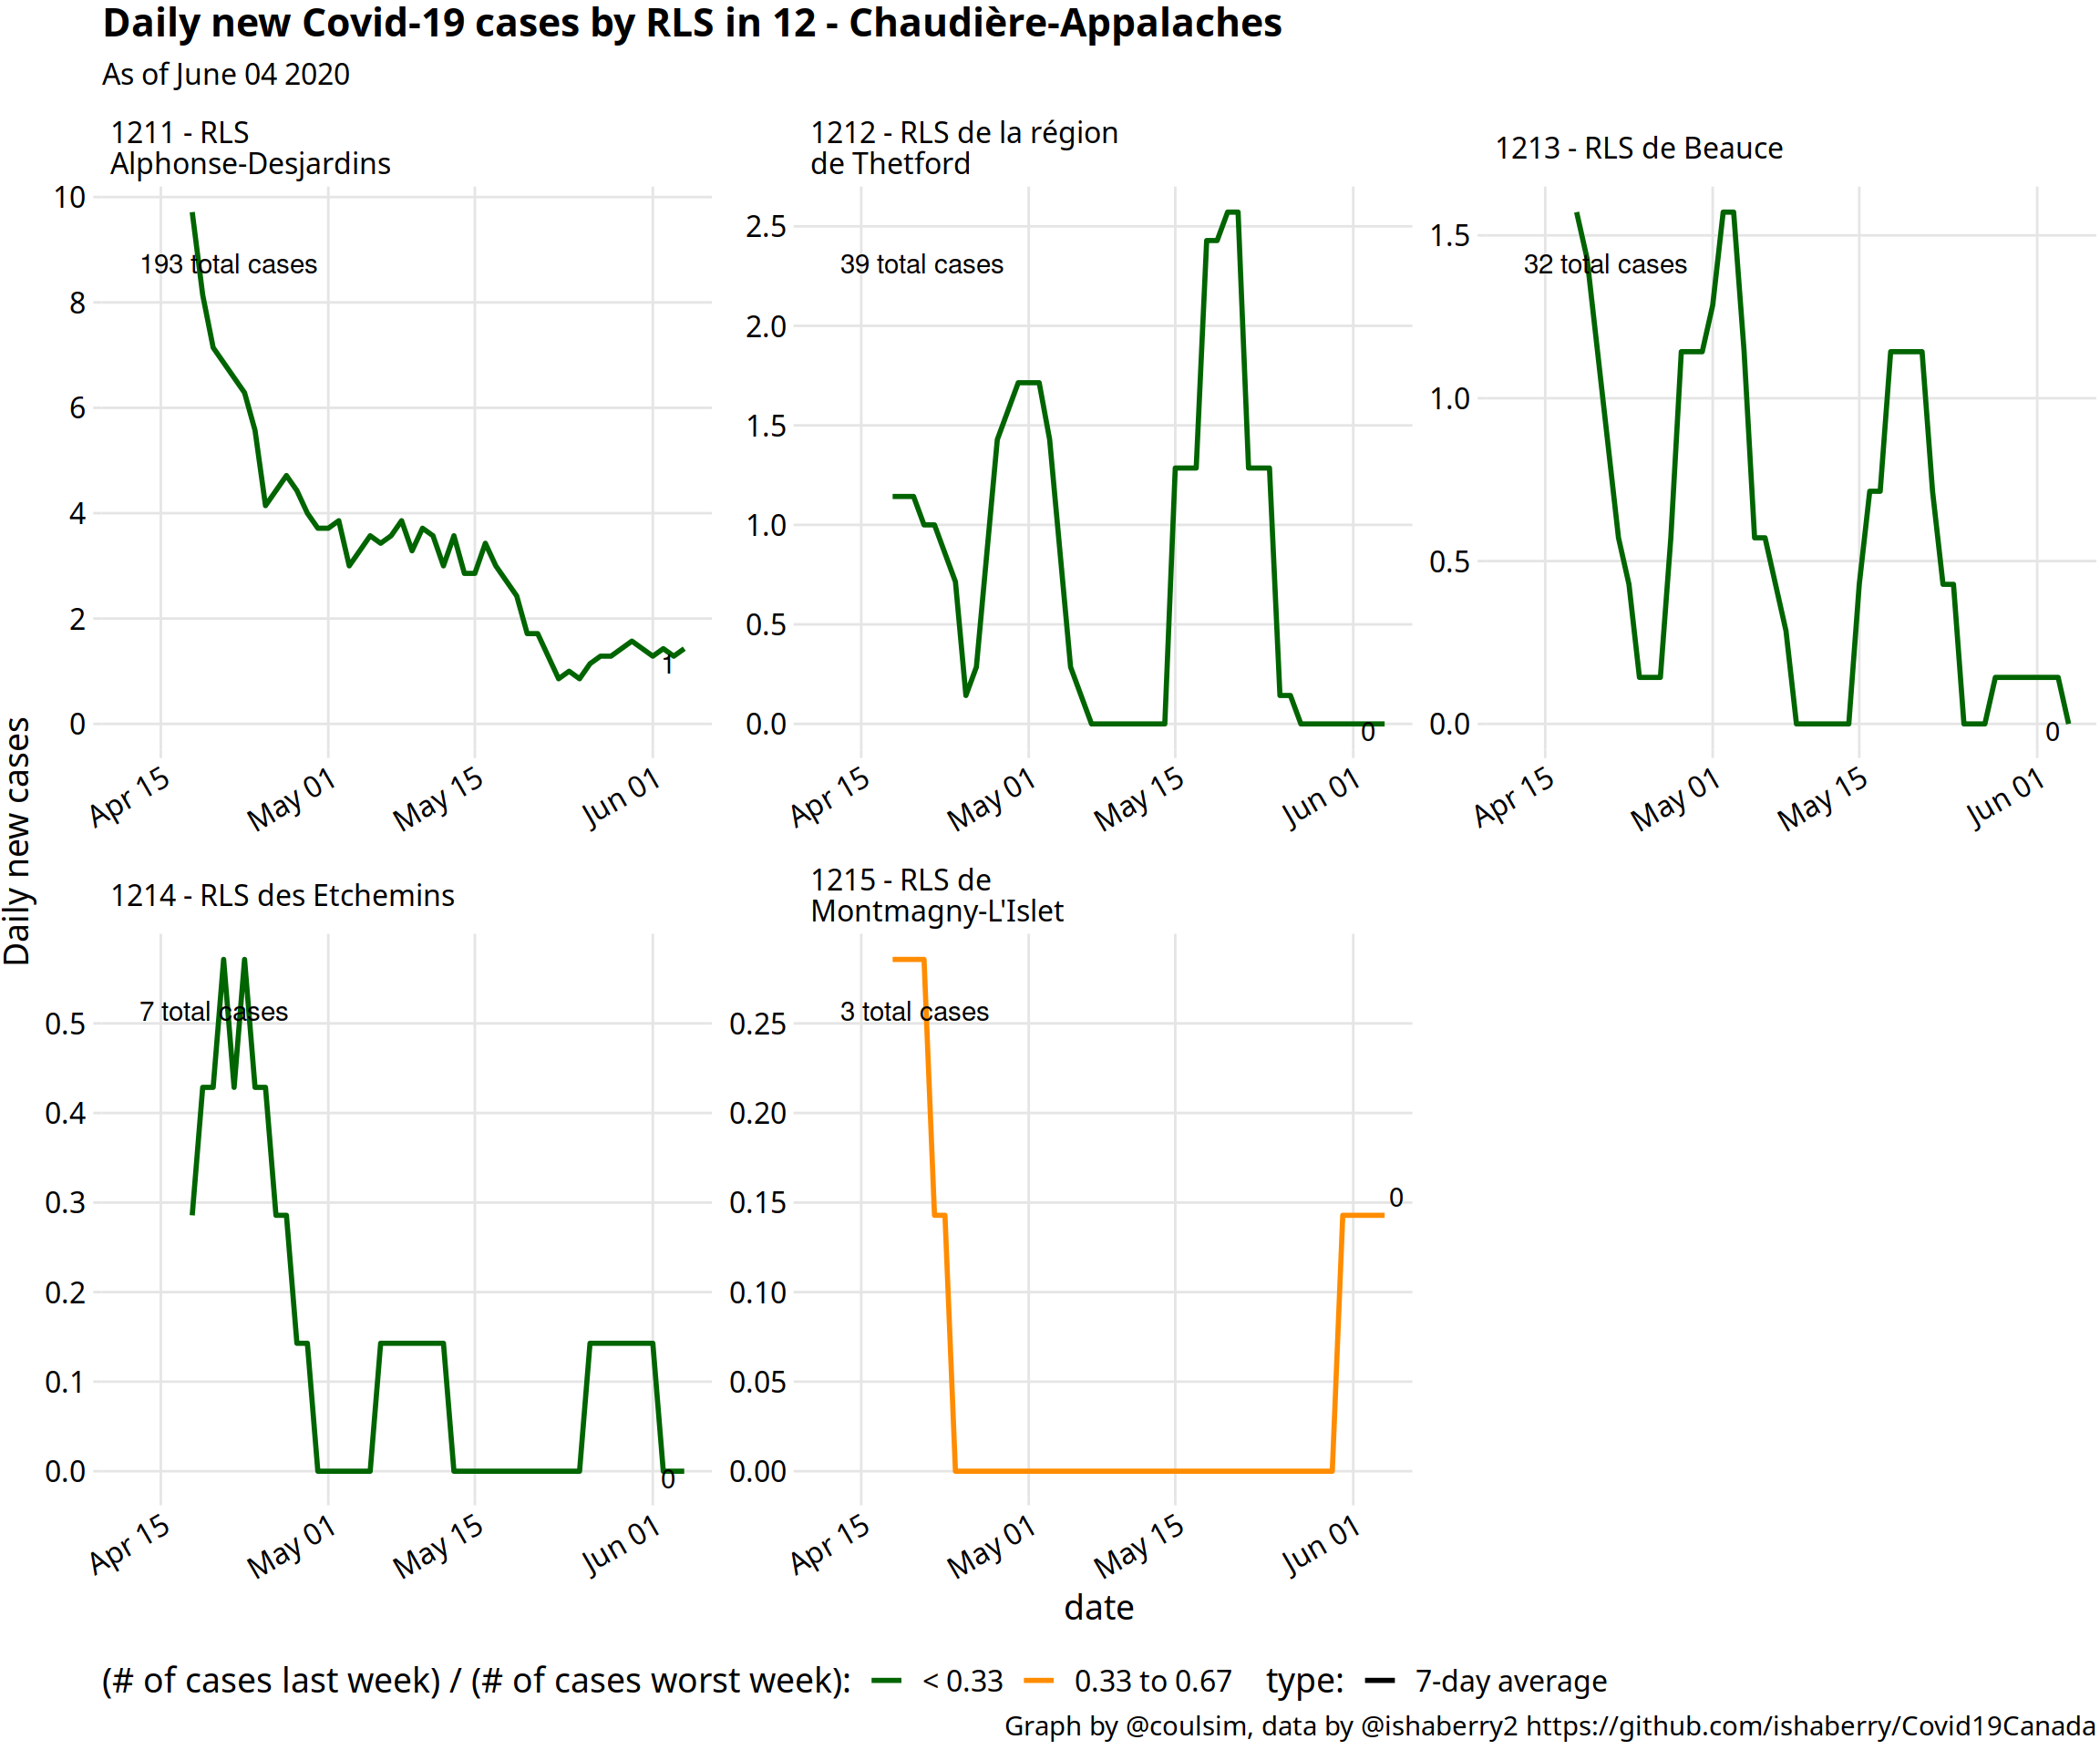 Daily new Covid-19 cases by RLS in 12 - Chaudière-Appalaches
As of June 04 2020
1211 - RLS
Alphonse-Desjardins
10
8
6
4
2
0
193 total cases
1
Apr 15
May 01
May 15
Jun 01
1212 - RLS de la région
de Thetford
2.5
2.0
1.5
1.0
0.5
0.0
39 total cases
0
Apr 15
May 01
May 15
Jun 01
1213 - RLS de Beauce
1.5
1.0
0.5
0.0
32 total cases
0
Apr 15
May 01
May 15
Jun 01
Daily new cases
1214 - RLS des Etchemins
0.5
0.4
0.3
0.2
0.1
0.0
7 total cases
0
Apr 15
May 01
May 15
Jun 01
1215 - RLS de
Montmagny-L'Islet
0.25
0.20
0.15
0.10
0.05
0.00
3 total cases
0
Apr 15
May 01
May 15
Jun 01
date
(# of cases last week) / (# of cases worst week): < 0.33 0.33 to 0.67 type: 7-day average
Graph by @coulsim, data by @ishaberry2 https://github.com/ishaberry/Covid19Canada